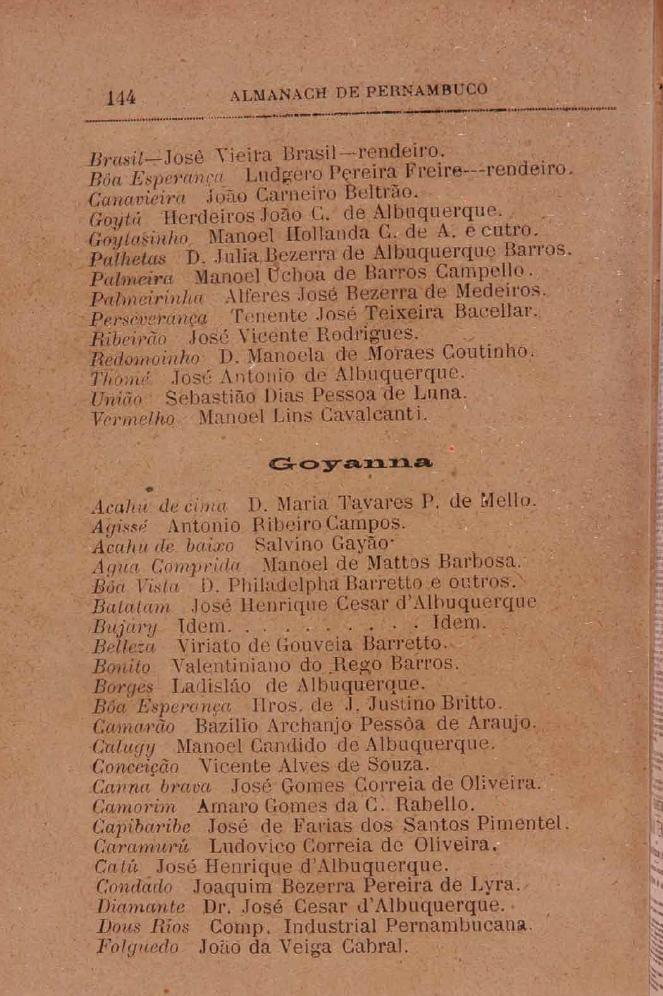 144 ALMANACH DE PERNAMBUCO
Brasil—José Vieira Brasil—rendeiro.
Bôa Esperança Ludgero Pereira Freire---rendeiro.
Canavieira João Carneiro Beltrão.
Goytá Herdeiros João C. de Albuquerque.
Goytasinho Manoel Hollanda C. de A. e cutro.
Palhetas D. Julia Bezerra de Albuquerque Barros.
Palmeira Manoel Uchoa de Barros Campello.
Palmeirinha Alferes José Bezerra de Medeiros.
Perseverança Tenente José Teixeira Bacellar.
Ribeirão José Vicente Rodrigues.
Redomoinho D. Manoela de Moraes Coutinho.
Thomé José Antonio de Albuquerque.
União Sebastião Dias Pessoa de Luna.
Vermelho Manoel Lins Cavalcanti.
Goyanna
Acahu de cima D. Maria Tavares P. de Mello.
Agissé Antonio Ribeiro Campos.
Acahu de baixo Salvino Gayão
Agua Comprida Manoel de Mattos Barbosa.
Bôa Vista D. Philadelpha Barretto e outros.
Batatam José Henrique Cesar d'Albuquerque
Bujary Idem. . . . . . . . . . Idem.
Belleza Viriato de Gouveia Barretto.
Bonito Valentiniano do Rego Barros.
Borges Ladisláo de Albuquerque.
Bôa Esperança Hros. de J. Justino Britto.
Camarão Bazilio Archanjo Pessôa de Araujo.
Catugy Manoel Candido de Albuquerque.
Conceição Vicente Alves de Souza.
Canna brava José Gomes Correia de Oliveira.
Camorim Amaro Gomes da C. Rabello.
Capibaribe José de Farias dos Santos Pimentel.
Caramurú Ludovico Correia de Oliveira.
Catú José Henrique d'Albuquerque.
Condado Joaquim Bezerra Pereira de Lyra.
Diamante Dr. José Cesar d'Albuquerque.
Dous Rios Comp. Industrial Pernambucana.
Folguedo João da Veiga Cabral.